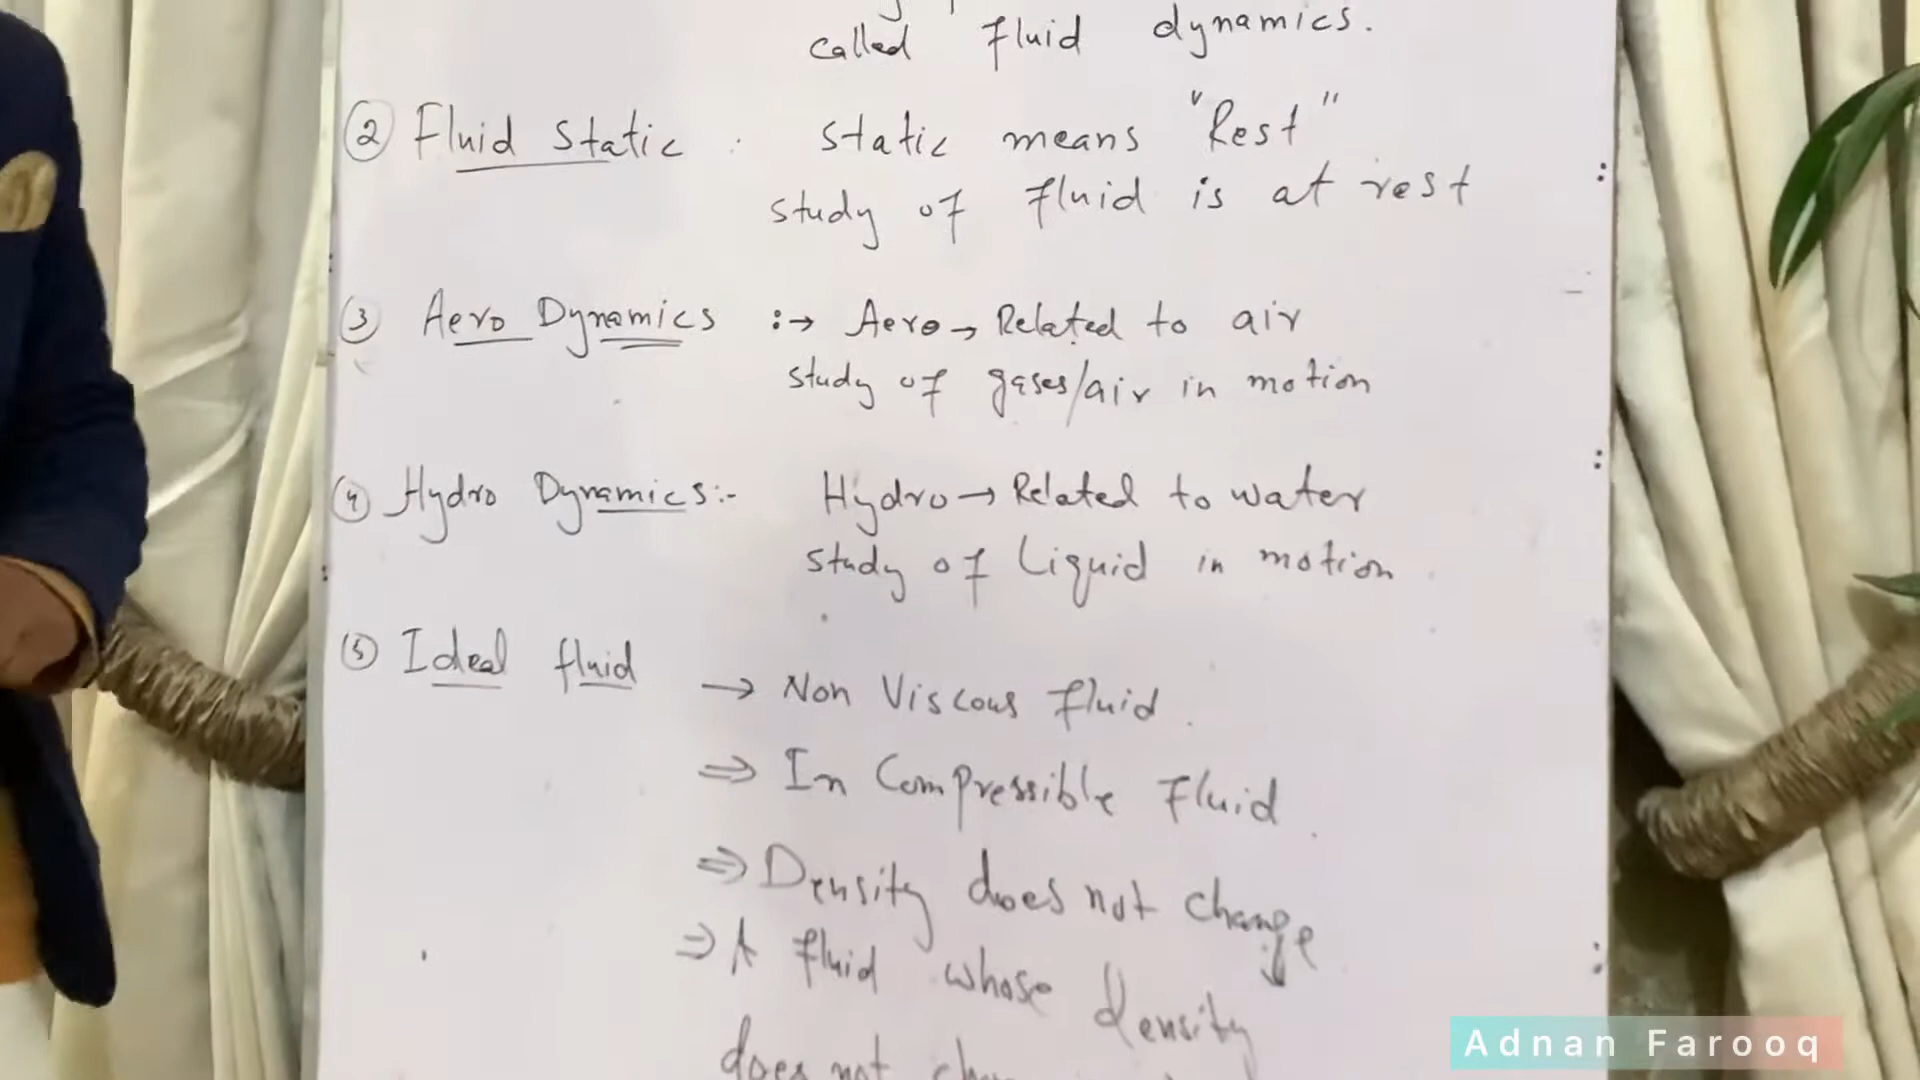 called fluid dynamics.
② Fluid Static : Static means "Rest"
study of fluid is at rest
③ Aero Dynamics :→ Aero → Related to air
study of gases/air in motion
④ Hydro Dynamics:- Hydro → Related to water
study of Liquid in motion
⑤ Ideal fluid → Non Viscous fluid.
⇒ In Compressible Fluid.
⇒ Density does not change
⇒ A fluid whose density
does not
Adnan Farooq